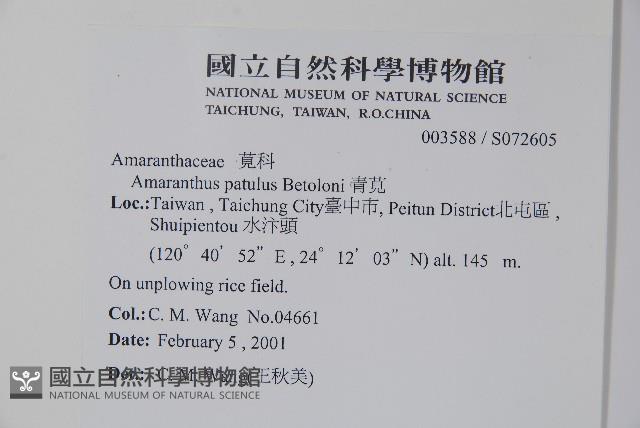 國立自然科學博物館
NATIONAL MUSEUM OF NATURAL SCIENCE
TAICHUNG, TAIWAN, R.O.CHINA
003588 / S072605
Amaranthaceae 莧科
Amaranthus patulus Betoloni 青莧
Loc.:Taiwan , Taichung City臺中市, Peitun District北屯區 ,
Shuipientou 水汴頭
(120° 40’ 52” E , 24° 12’ 03” N) alt. 145 m.
On unplowing rice field.
Col.: C. M. Wang No.04661
Date: February 5 , 2001
王秋美)
國立自然科學博物館
NATIONAL MUSEUM OF NATURAL SCIENCE